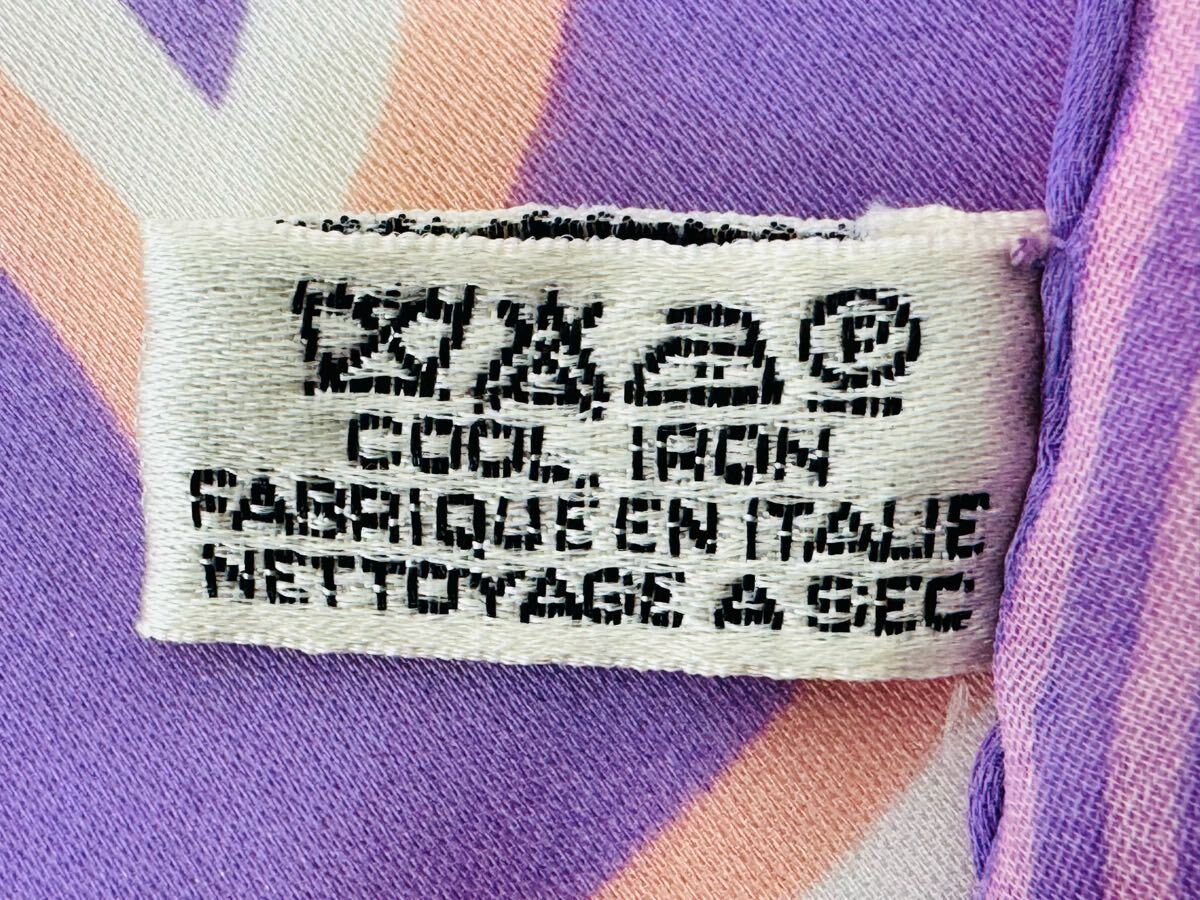 P
COOL IRON
FABRIQUÉ EN ITALIE
NETTOYAGE A SEC